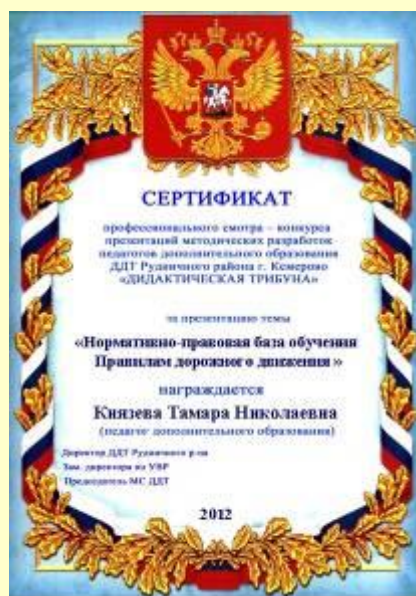 СЕРТИФИКАТ
профессионального смотра – конкурса
презентаций методических разработок
педагогов дополнительного образования
ДДТ Рудничного района г. Кемерово
«ДИДАКТИЧЕСКАЯ ТРИБУНА»
за презентацию темы
«Нормативно-правовая база обучения
Правилам дорожного движения »
награждается
Князева Тамара Николаевна
(педагог дополнительного образования)
Директор ДДТ Рудничного р-на
Зам. директора по УВР
Председатель МС ДДТ
2012